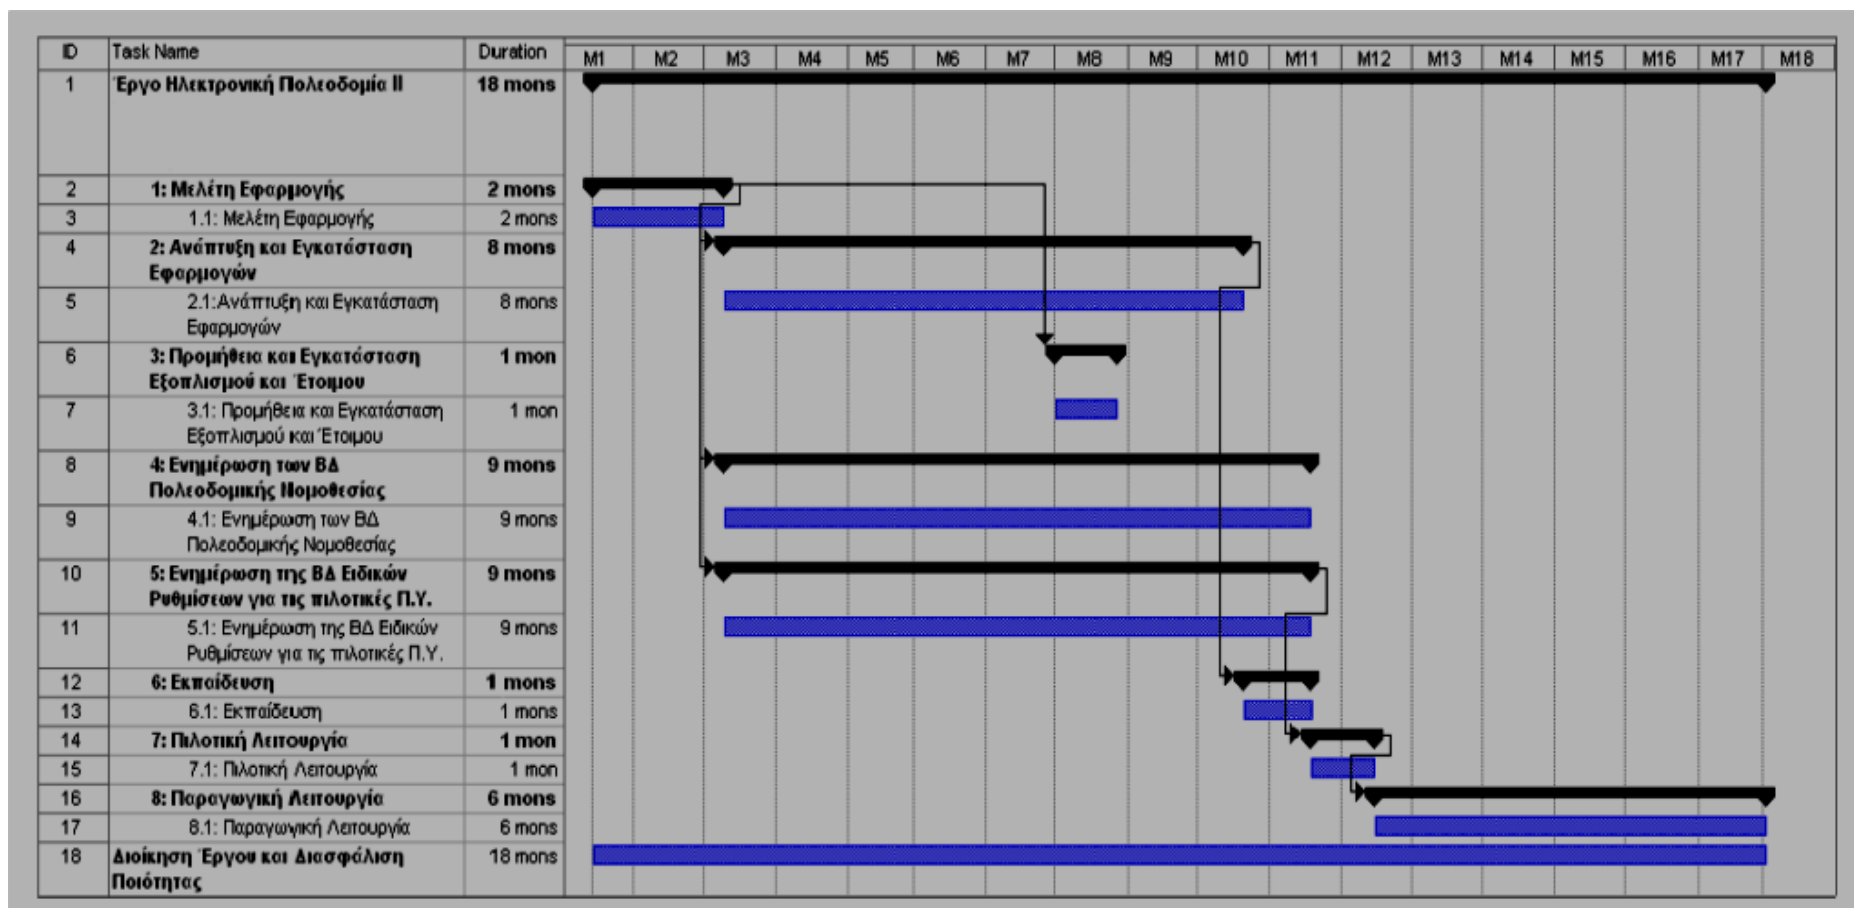 ID Task Name Duration M1 M2 M3 M4 M5 M6 M7 M8 M9 M10 M11 M12 M13 M14 M15 M16 M17 M18
1 Έργο Ηλεκτρονική Πολεοδομία ΙΙ 18 mons
2 1: Μελέτη Εφαρμογής 2 mons
3 1.1: Μελέτη Εφαρμογής 2 mons
4 2: Ανάπτυξη και Εγκατάσταση 8 mons
Εφαρμογών
5 2.1:Ανάπτυξη και Εγκατάσταση 8 mons
Εφαρμογών
6 3: Προμήθεια και Εγκατάσταση 1 mon
Εξοπλισμού και Έτοιμου
7 3.1: Προμήθεια και Εγκατάσταση 1 mon
Εξοπλισμού και Έτοιμου
8 4: Ενημέρωση των ΒΔ 9 mons
Πολεοδομικής Νομοθεσίας
9 4.1: Ενημέρωση των ΒΔ 9 mons
Πολεοδομικής Νομοθεσίας
10 5: Ενημέρωση της ΒΔ Ειδικών 9 mons
Ρυθμίσεων για τις πιλοτικές Π.Υ.
11 5.1: Ενημέρωση της ΒΔ Ειδικών 9 mons
Ρυθμίσεων για τις πιλοτικές Π.Υ.
12 6: Εκπαίδευση 1 mons
13 6.1: Εκπαίδευση 1 mons
14 7: Πιλοτική Λειτουργία 1 mon
15 7.1: Πιλοτική Λειτουργία 1 mon
16 8: Παραγωγική Λειτουργία 6 mons
17 8.1: Παραγωγική Λειτουργία 6 mons
18 Διοίκηση Έργου και Διασφάλιση 18 mons
Ποιότητας